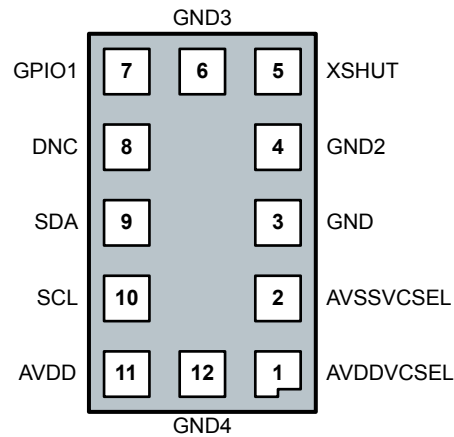 GND3
GPIO1 7 6 5 XSHUT
DNC 8 4 GND2
SDA 9 3 GND
SCL 10 2 AVSSVCSEL
AVDD 11 12 1 AVDDVCSEL
GND4